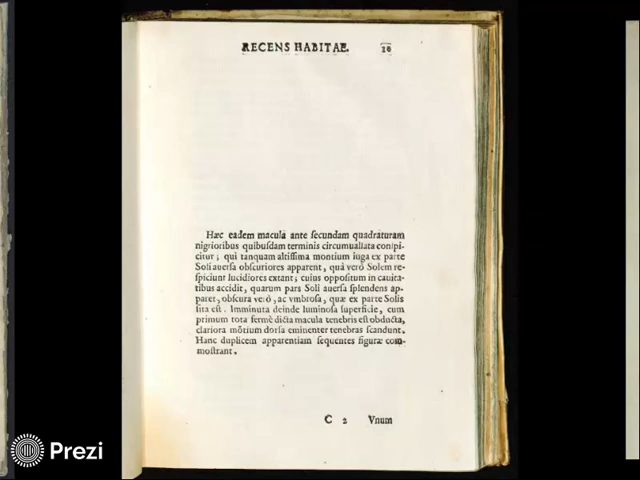 RECENS HABITAE. 10
Hæc eadem macula ante ſecundam quadraturam
nigrioribus quibuſdam terminis circumuallata conſpi-
citur; qui tanquam altiſſima montium iuga ex parte
Soli auerſa obſcuriores apparent, quà verò Solem re-
ſpiciunt lucidiores extant; cuius oppoſitum in cauita-
tibus accidit, quarum pars Soli auerſa ſplendens ap-
paret, obſcura verò, ac vmbroſa, quæ ex parte Solis
ſita eſt. Imminuta deinde luminoſa ſuperficie, cum
primum tota fermè dicta macula tenebris eſt obducta,
clariora mõtium dorſa eminenter tenebras ſcandunt.
Hanc duplicem apparentiam ſequentes figuræ com-
moſtrant.
C 2 Vnum
Prezi